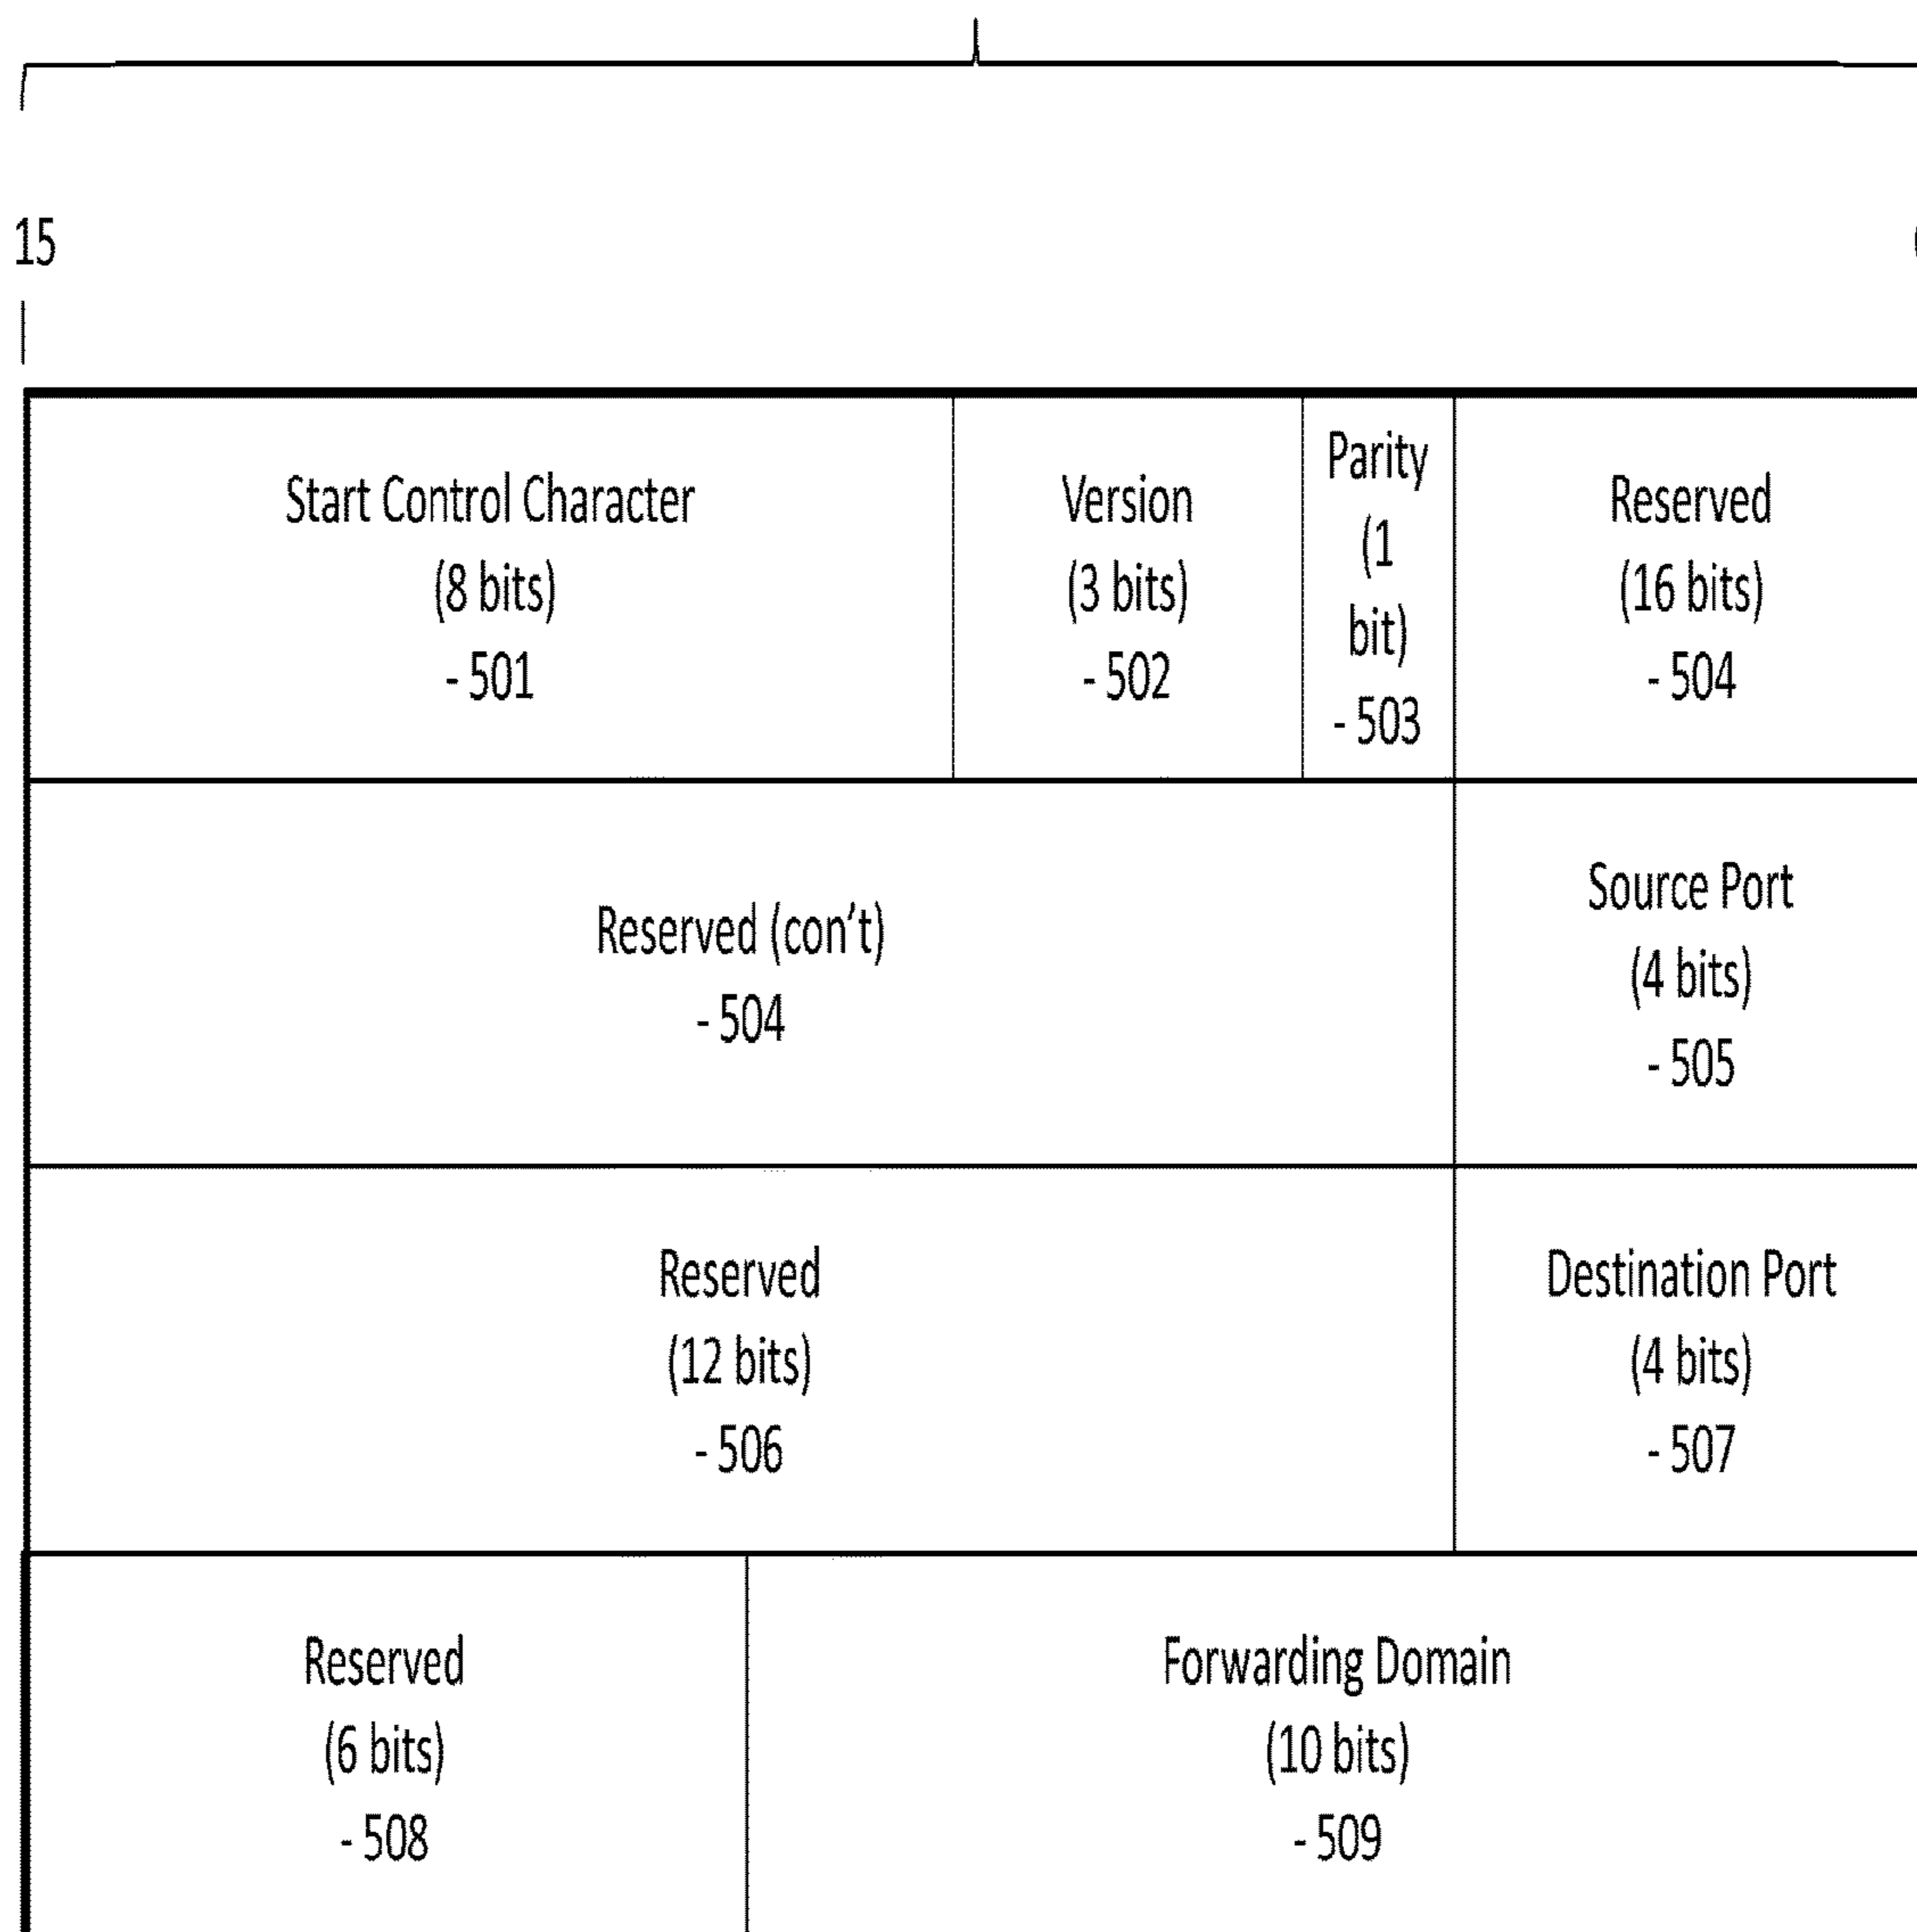 15
Start Control Character
(8 bits)
- 501
Version
(3 bits)
- 502
Parity
(1
bit)
- 503
Reserved
(16 bits)
- 504
Reserved (con't)
- 504
Source Port
(4 bits)
- 505
Reserved
(12 bits)
- 506
Destination Port
(4 bits)
- 507
Reserved
(6 bits)
- 508
Forwarding Domain
(10 bits)
- 509